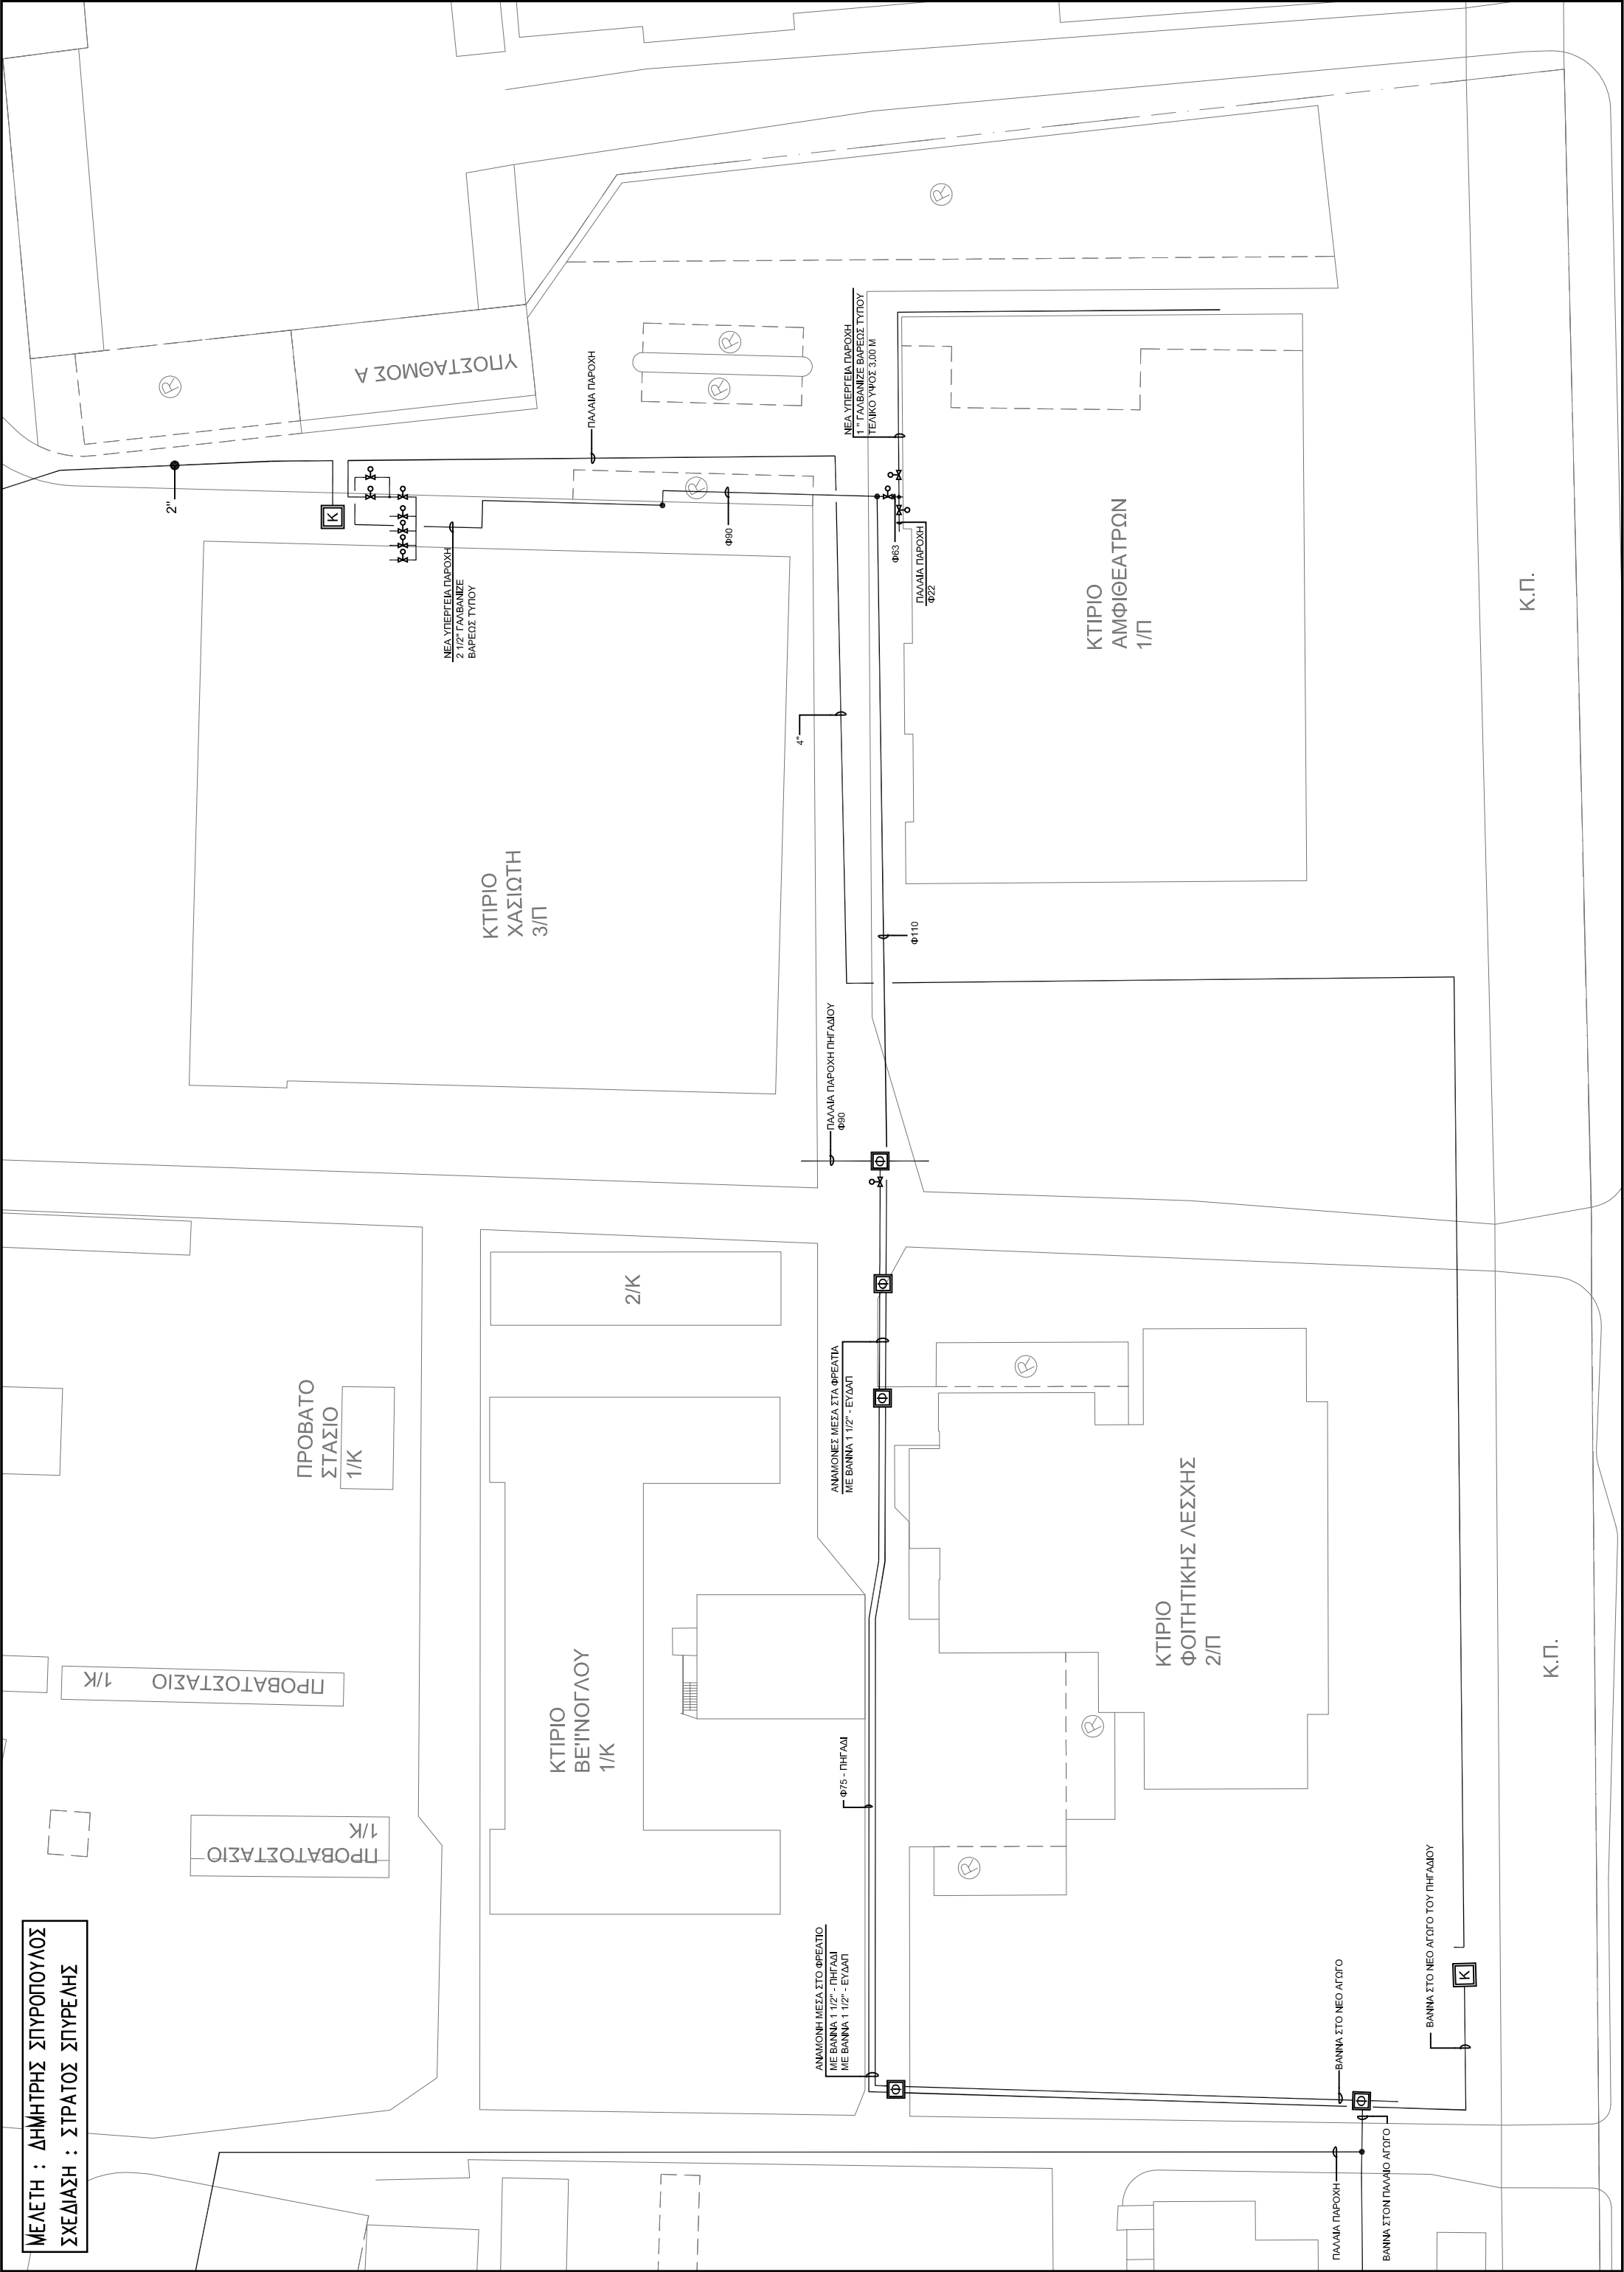 ΜΕΛΕΤΗ : ΔΗΜΗΤΡΗΣ ΣΠΥΡΟΠΟΥΛΟΣ
ΣΧΕΔΙΑΣΗ : ΣΤΡΑΤΟΣ ΣΠΥΡΕΛΗΣ
ΠΡΟΒΑΤΟΣΤΑΣΙΟ
1/Κ
ΠΡΟΒΑΤΟΣΤΑΣΙΟ 1/Κ
ΠΡΟΒΑΤΟ
ΣΤΑΣΙΟ
1/Κ
2"
K
R
ΥΠΟΣΤΑΘΜΟΣ Α
ΝΕΑ ΥΠΕΡΓΕΙΑ ΠΑΡΟΧΗ
2 1/2" ΓΑΛΒΑΝΙΖΕ
ΒΑΡΕΩΣ ΤΥΠΟΥ
ΚΤΙΡΙΟ
ΧΑΣΙΩΤΗ
3/Π
ΚΤΙΡΙΟ
ΒΕ'Ι'ΝΟΓΛΟΥ
1/Κ
2/Κ
ΠΑΛΑΙΑ ΠΑΡΟΧΗ
R
R
R
Φ90
4"
ΑΝΑΜΟΝΗ ΜΕΣΑ ΣΤΟ ΦΡΕΑΤΙΟ
ΜΕ ΒΑΝΝΑ 1 1/2" - ΠΗΓΑΔΙ
ΜΕ ΒΑΝΝΑ 1 1/2" - ΕΥΔΑΠ
Φ75 - ΠΗΓΑΔΙ
ΑΝΑΜΟΝΕΣ ΜΕΣΑ ΣΤΑ ΦΡΕΑΤΙΑ
ΜΕ ΒΑΝΝΑ 1 1/2" - ΕΥΔΑΠ
ΠΑΛΑΙΑ ΠΑΡΟΧΗ ΠΗΓΑΔΙΟΥ
Φ90
ΝΕΑ ΥΠΕΡΓΕΙΑ ΠΑΡΟΧΗ
1 " ΓΑΛΒΑΝΙΖΕ ΒΑΡΕΩΣ ΤΥΠΟΥ
ΤΕΛΙΚΟ ΥΨΟΣ 3.00 Μ
Φ
Φ
Φ
Φ
Φ63
Φ110
ΠΑΛΑΙΑ ΠΑΡΟΧΗ
Φ22
R
R
R
R
ΚΤΙΡΙΟ
ΑΜΦΙΘΕΑΤΡΩΝ
1/Π
ΚΤΙΡΙΟ
ΦΟΙΤΗΤΙΚΗΣ ΛΕΣΧΗΣ
2/Π
ΒΑΝΝΑ ΣΤΟ ΝΕΟ ΑΓΩΓΟ
Φ
ΠΑΛΑΙΑ ΠΑΡΟΧΗ
ΒΑΝΝΑ ΣΤΟΝ ΠΑΛΑΙΟ ΑΓΩΓΟ
ΒΑΝΝΑ ΣΤΟ ΝΕΟ ΑΓΩΓΟ ΤΟΥ ΠΗΓΑΔΙΟΥ
K
Κ.Π.
Κ.Π.